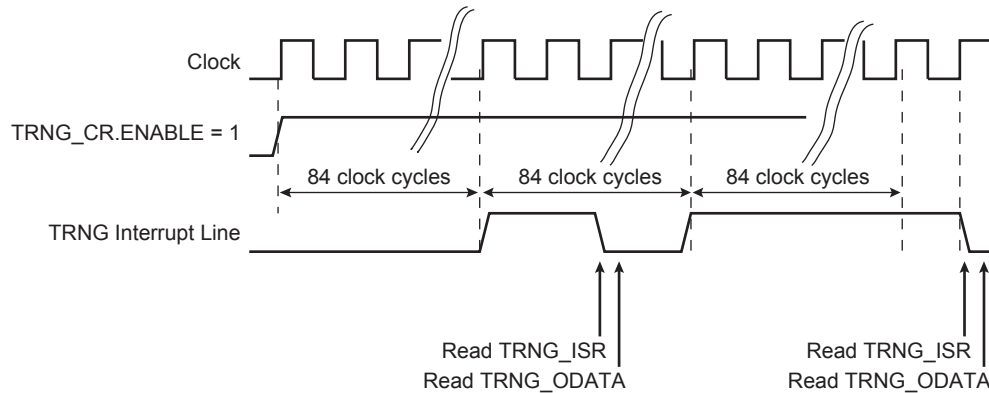 Clock
TRNG_CR.ENABLE = 1
84 clock cycles
84 clock cycles
84 clock cycles
TRNG Interrupt Line
Read TRNG_ISR
Read TRNG_ISR
Read TRNG_ODATA
Read TRNG_ODATA